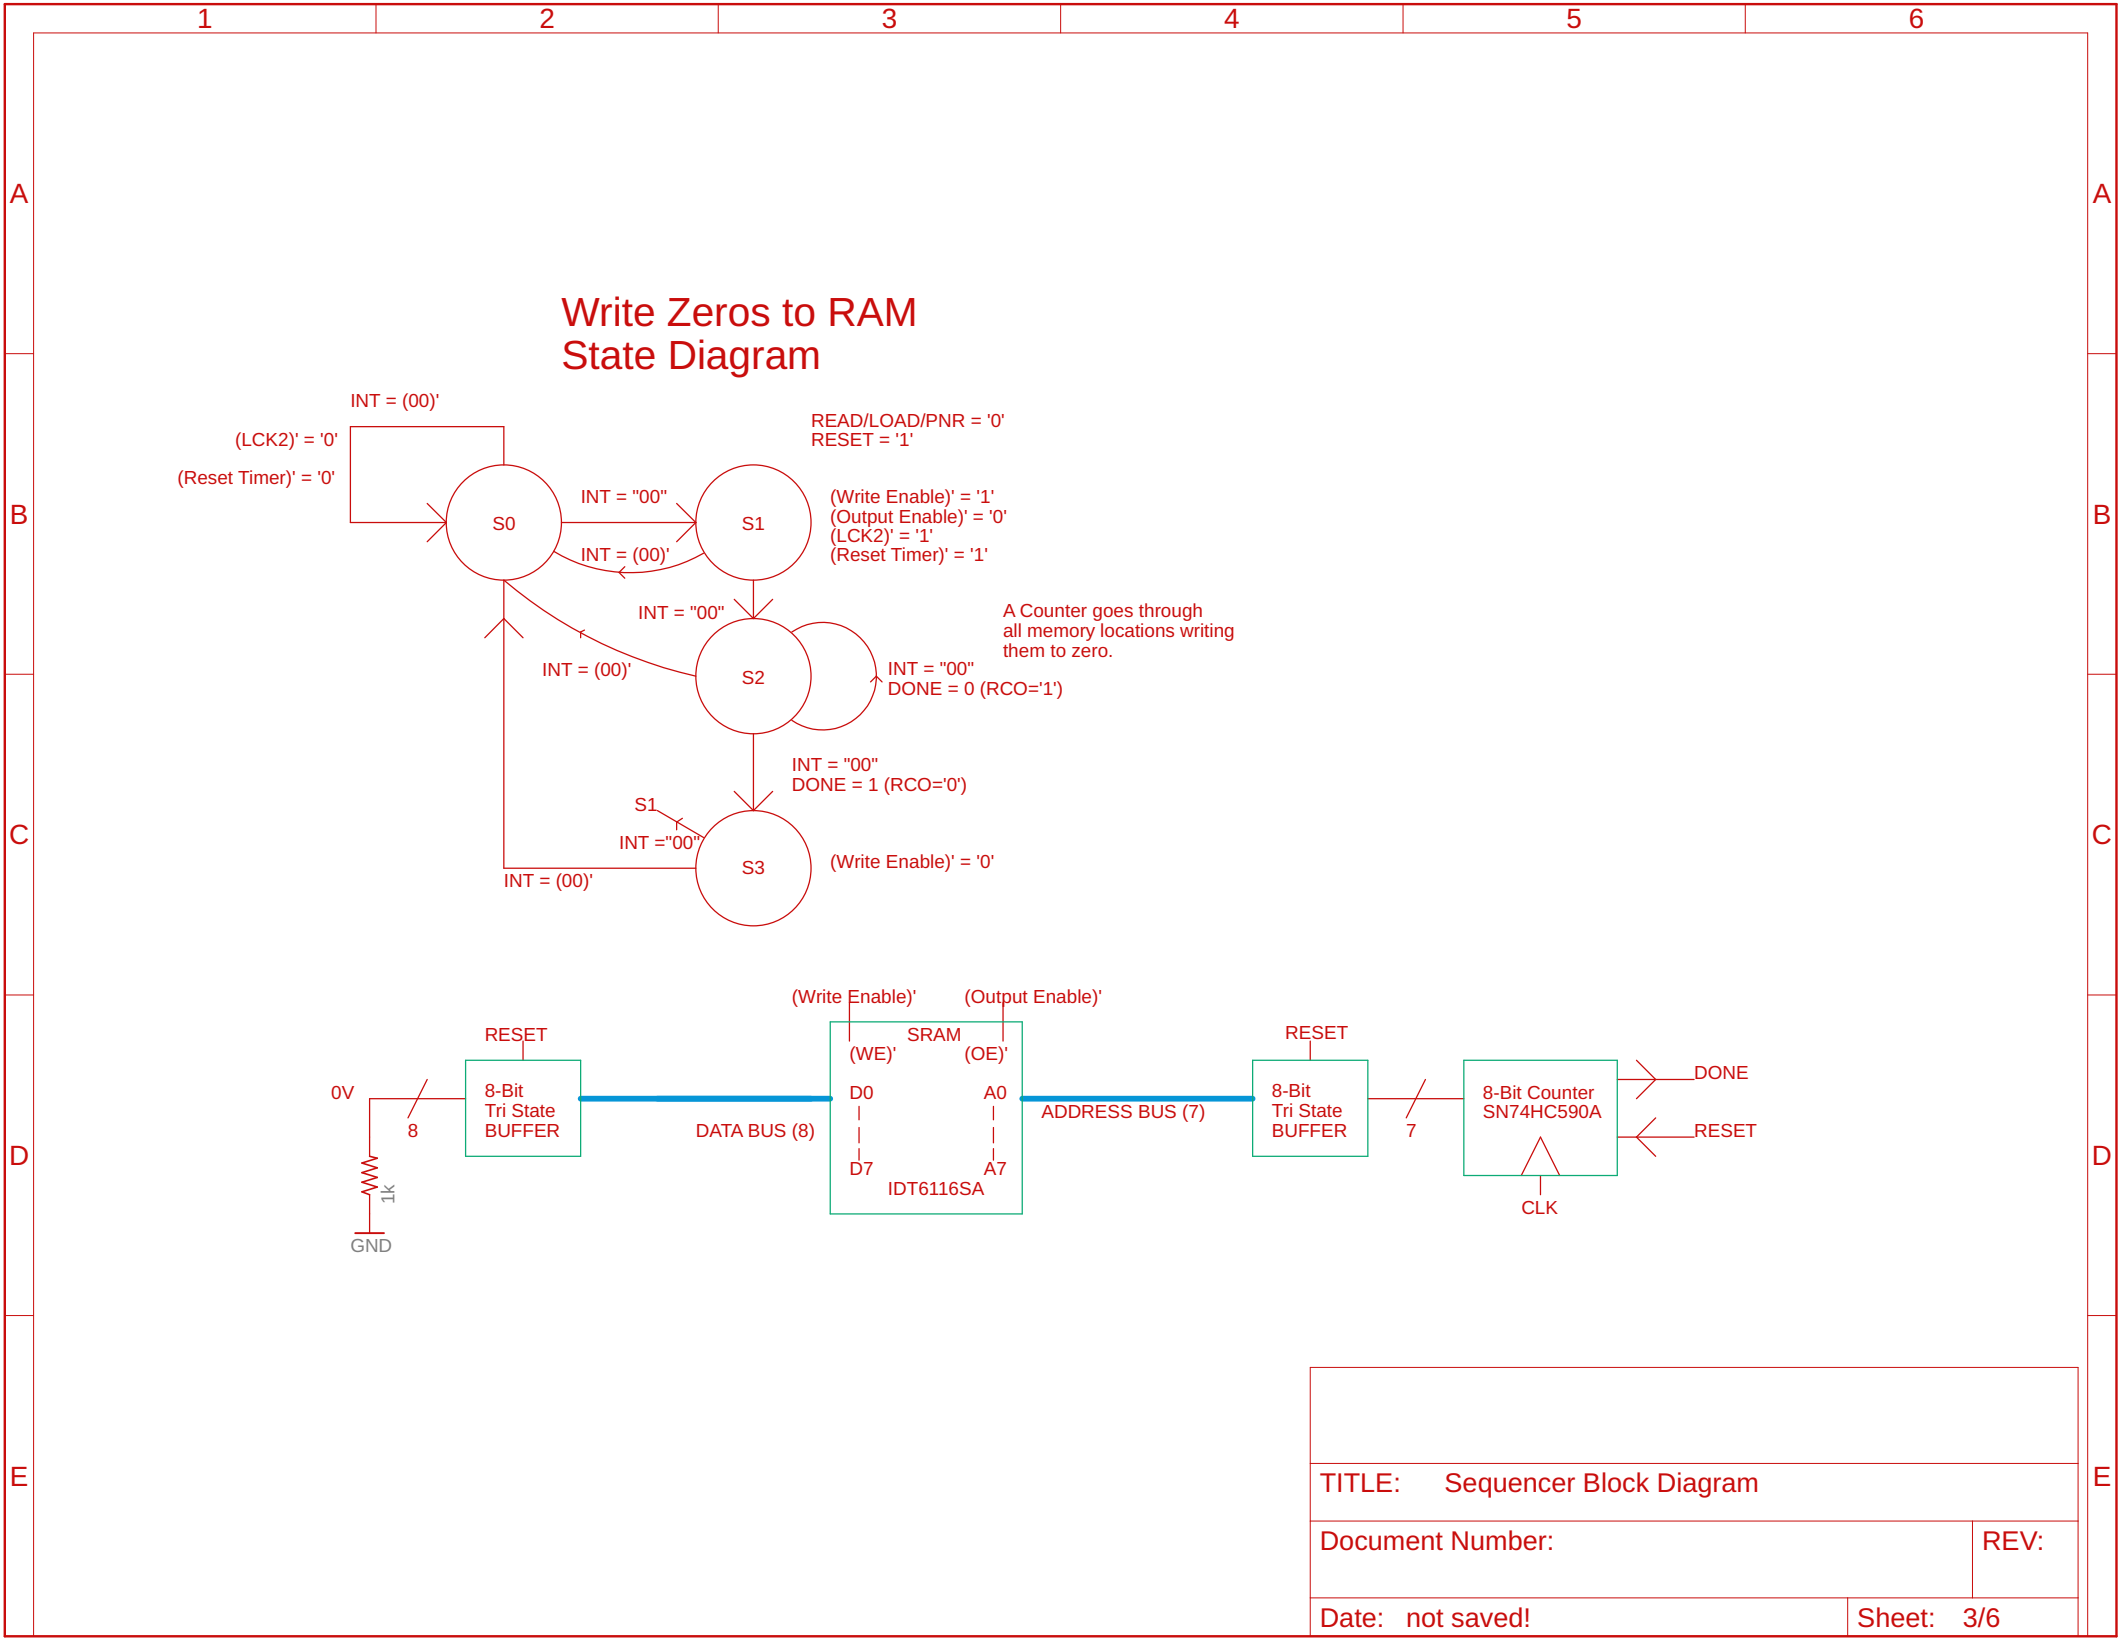 1 2 3 4 5 6
A A
Write Zeros to RAM
State Diagram
INT = (00)'
(LCK2)' = '0'
(Reset Timer)' = '0'
READ/LOAD/PNR = '0'
RESET = '1'
B B
S0
INT = "00"
S1
(Write Enable)' = '1'
(Output Enable)' = '0'
(LCK2)' = '1'
(Reset Timer)' = '1'
INT = (00)'
INT = "00"
A Counter goes through
all memory locations writing
them to zero.
INT = (00)'
S2
INT = "00"
DONE = 0 (RCO='1')
INT = "00"
DONE = 1 (RCO='0')
C C
S1
INT ="00"
S3
(Write Enable)' = '0'
INT = (00)'
(Write Enable)' (Output Enable)'
RESET
SRAM
RESET
(WE)' (OE)'
0V
8
8-Bit
Tri State
BUFFER
DATA BUS (8)
D0 A0
D7 A7
IDT6116SA
ADDRESS BUS (7)
8-Bit
Tri State
BUFFER
7
8-Bit Counter
SN74HC590A
DONE
RESET
CLK
D D
1k
GND
E E
TITLE: Sequencer Block Diagram
Document Number: REV:
Date: not saved! Sheet: 3/6